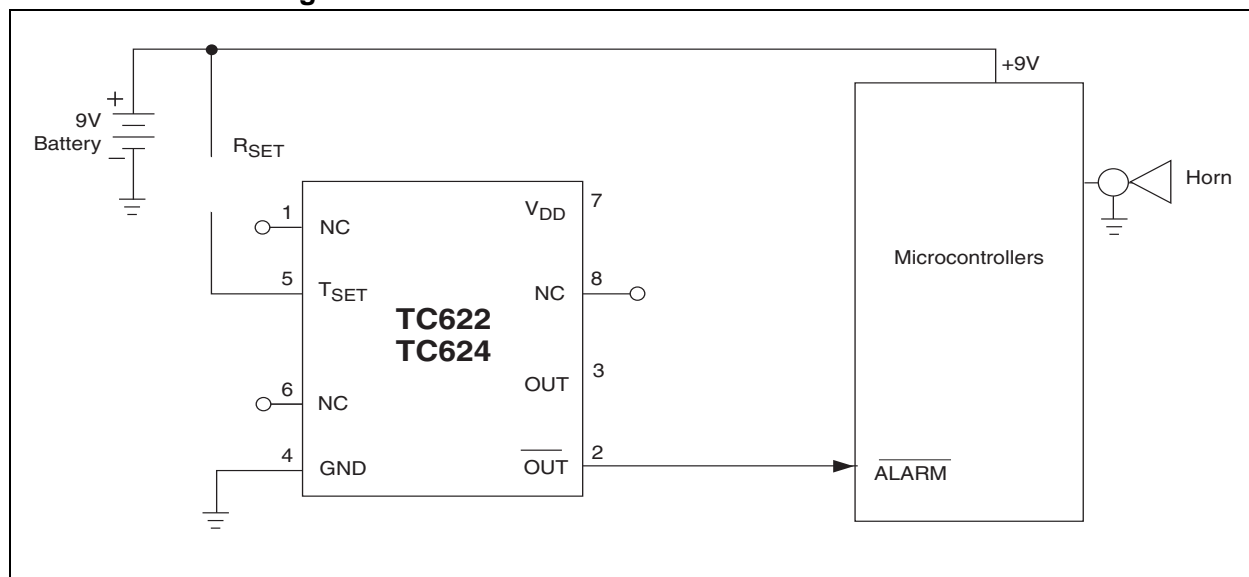 +9V
+
9V
Battery
–
RSET
1
NC
VDD
7
5
TSET
NC
8
TC622
TC624
6
NC
OUT
3
4
GND
OUT
2
Microcontrollers
ALARM
Horn